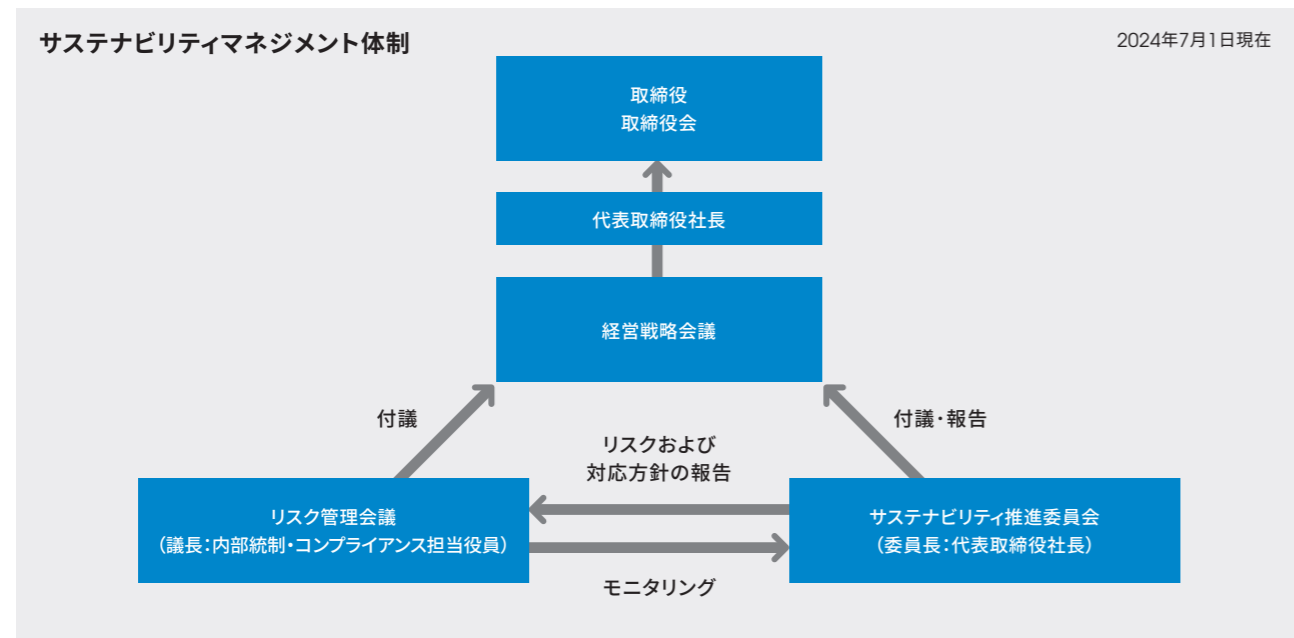 サステナビリティマネジメント体制
2024年7月1日現在
取締役
取締役会
代表取締役社長
経営戦略会議
付議
付議・報告
リスクおよび
対応方針の報告
リスク管理会議
（議長：内部統制・コンプライアンス担当役員）
サステナビリティ推進委員会
（委員長：代表取締役社長）
モニタリング